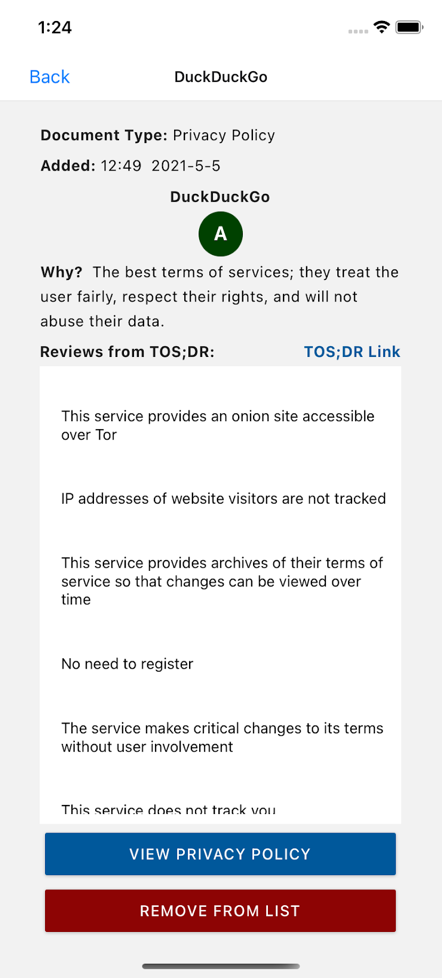 1:24
Back DuckDuckGo
Document Type: Privacy Policy
Added: 12:49 2021-5-5
DuckDuckGo
A
Why? The best terms of services; they treat the
user fairly, respect their rights, and will not
abuse their data.
Reviews from TOS;DR: TOS;DR Link
This service provides an onion site accessible
over Tor
IP addresses of website visitors are not tracked
This service provides archives of their terms of
service so that changes can be viewed over
time
No need to register
The service makes critical changes to its terms
without user involvement
This service does not track you
VIEW PRIVACY POLICY
REMOVE FROM LIST